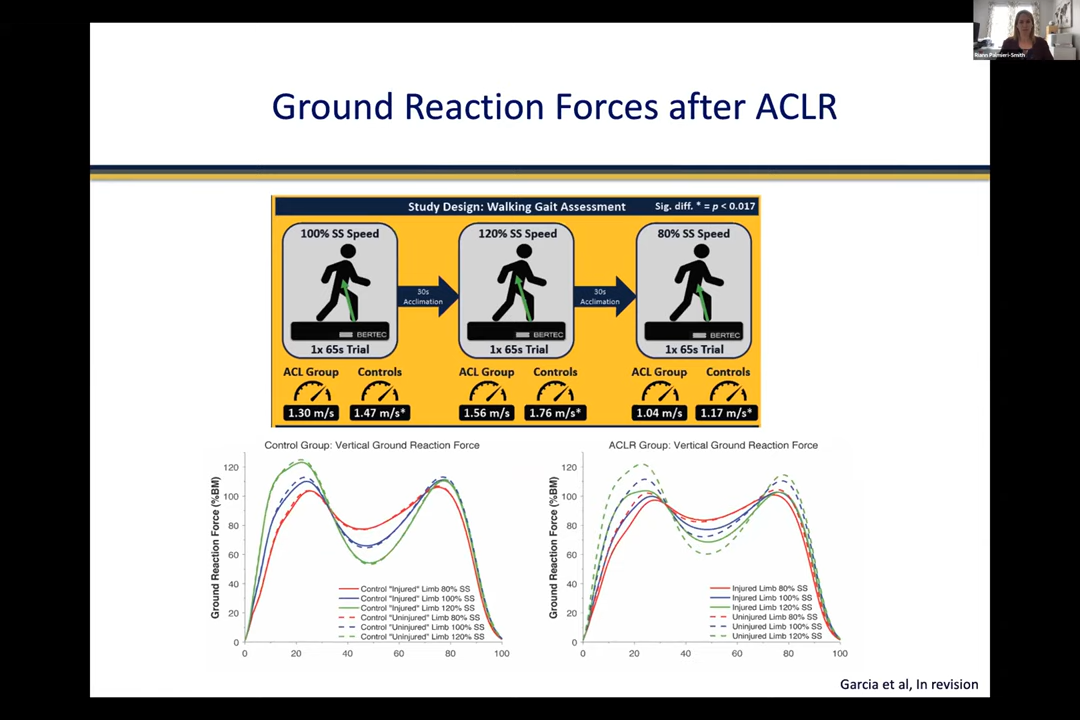 Riann Palmieri-Smith
Ground Reaction Forces after ACLR
Study Design: Walking Gait Assessment Sig. diff. * = p < 0.017
100% SS Speed 120% SS Speed 80% SS Speed
30s Acclimation 30s Acclimation
BERTEC BERTEC BERTEC
1x 65s Trial 1x 65s Trial 1x 65s Trial
ACL Group Controls ACL Group Controls ACL Group Controls
1.30 m/s 1.47 m/s* 1.56 m/s 1.76 m/s* 1.04 m/s 1.17 m/s*
Control Group: Vertical Ground Reaction Force
Ground Reaction Force (%BM)
120
100
80
60
40
20
0
Control "Injured" Limb 80% SS
Control "Injured" Limb 100% SS
Control "Injured" Limb 120% SS
Control "Uninjured" Limb 80% SS
Control "Uninjured" Limb 100% SS
Control "Uninjured" Limb 120% SS
0 20 40 60 80 100
ACLR Group: Vertical Ground Reaction Force
Ground Reaction Force (%BM)
120
100
80
60
40
20
0
Injured Limb 80% SS
Injured Limb 100% SS
Injured Limb 120% SS
Uninjured Limb 80% SS
Uninjured Limb 100% SS
Uninjured Limb 120% SS
0 20 40 60 80 100
Garcia et al, In revision